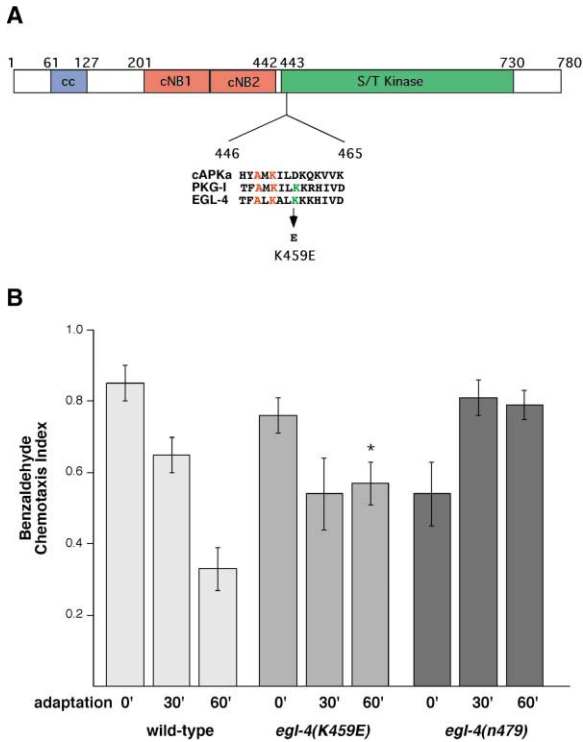 A
1 61 127 201 442 443 730 780
cc cNB1 cNB2 S/T Kinase
446 465
cAPKa HYAMKILDKQKVVK
PKG-I TFAMKILKKRHIVD
EGL-4 TFALKALKKKHIVD
E
K459E
B
Benzaldehyde
Chemotaxis Index
1.0
0.8
0.6
0.4
0.2
*
adaptation 0' 30' 60' 0' 30' 60' 0' 30' 60'
wild-type egl-4(K459E) egl-4(n479)